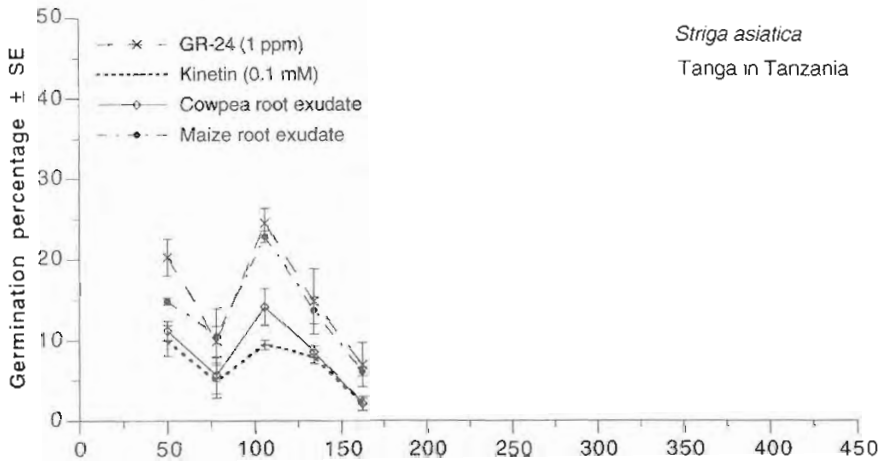 50
40
30
20
10
0
Germination percentage ± SE
GR-24 (1 ppm)
Kinetin (0.1 mM)
Cowpea root exudate
Maize root exudate
Striga asiatica
Tanga in Tanzania
0 50 100 150 200 250 300 350 400 450